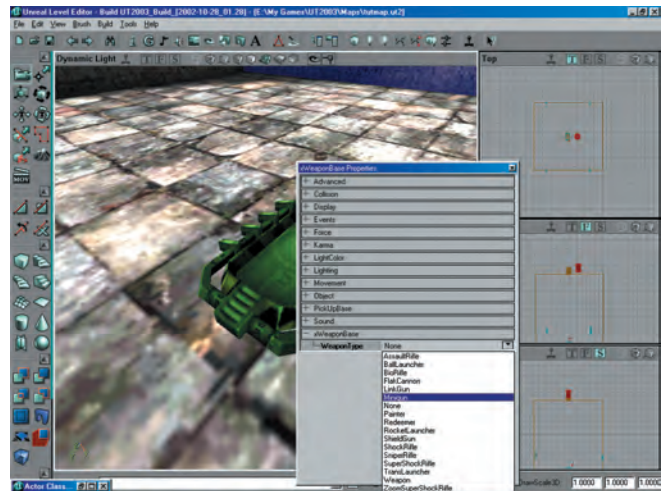 Unreal Level Editor - Build UT2003_Build_[2002-10-28_01.28] - [E:\My Games\UT2003\Maps\tutmap.ut2]
File Edit View Brush Build Tools Help
Dynamic Light
Top
MOV
xWeaponBase Properties
Advanced
Collision
Display
Events
Force
Karma
LightColor
Lighting
Movement
Object
PickUpBase
Sound
xWeaponBase
WeaponType None
AssaultRifle
BallLauncher
BioRifle
FlakCannon
LinkGun
Minigun
None
Painter
Redeemer
RocketLauncher
ShieldGun
ShockRifle
SniperRifle
SuperShockRifle
TransLauncher
Weapon
ZoomSuperShockRifle
Actor Class...
DrawScale3D: 1.0000 1.0000 1.0000